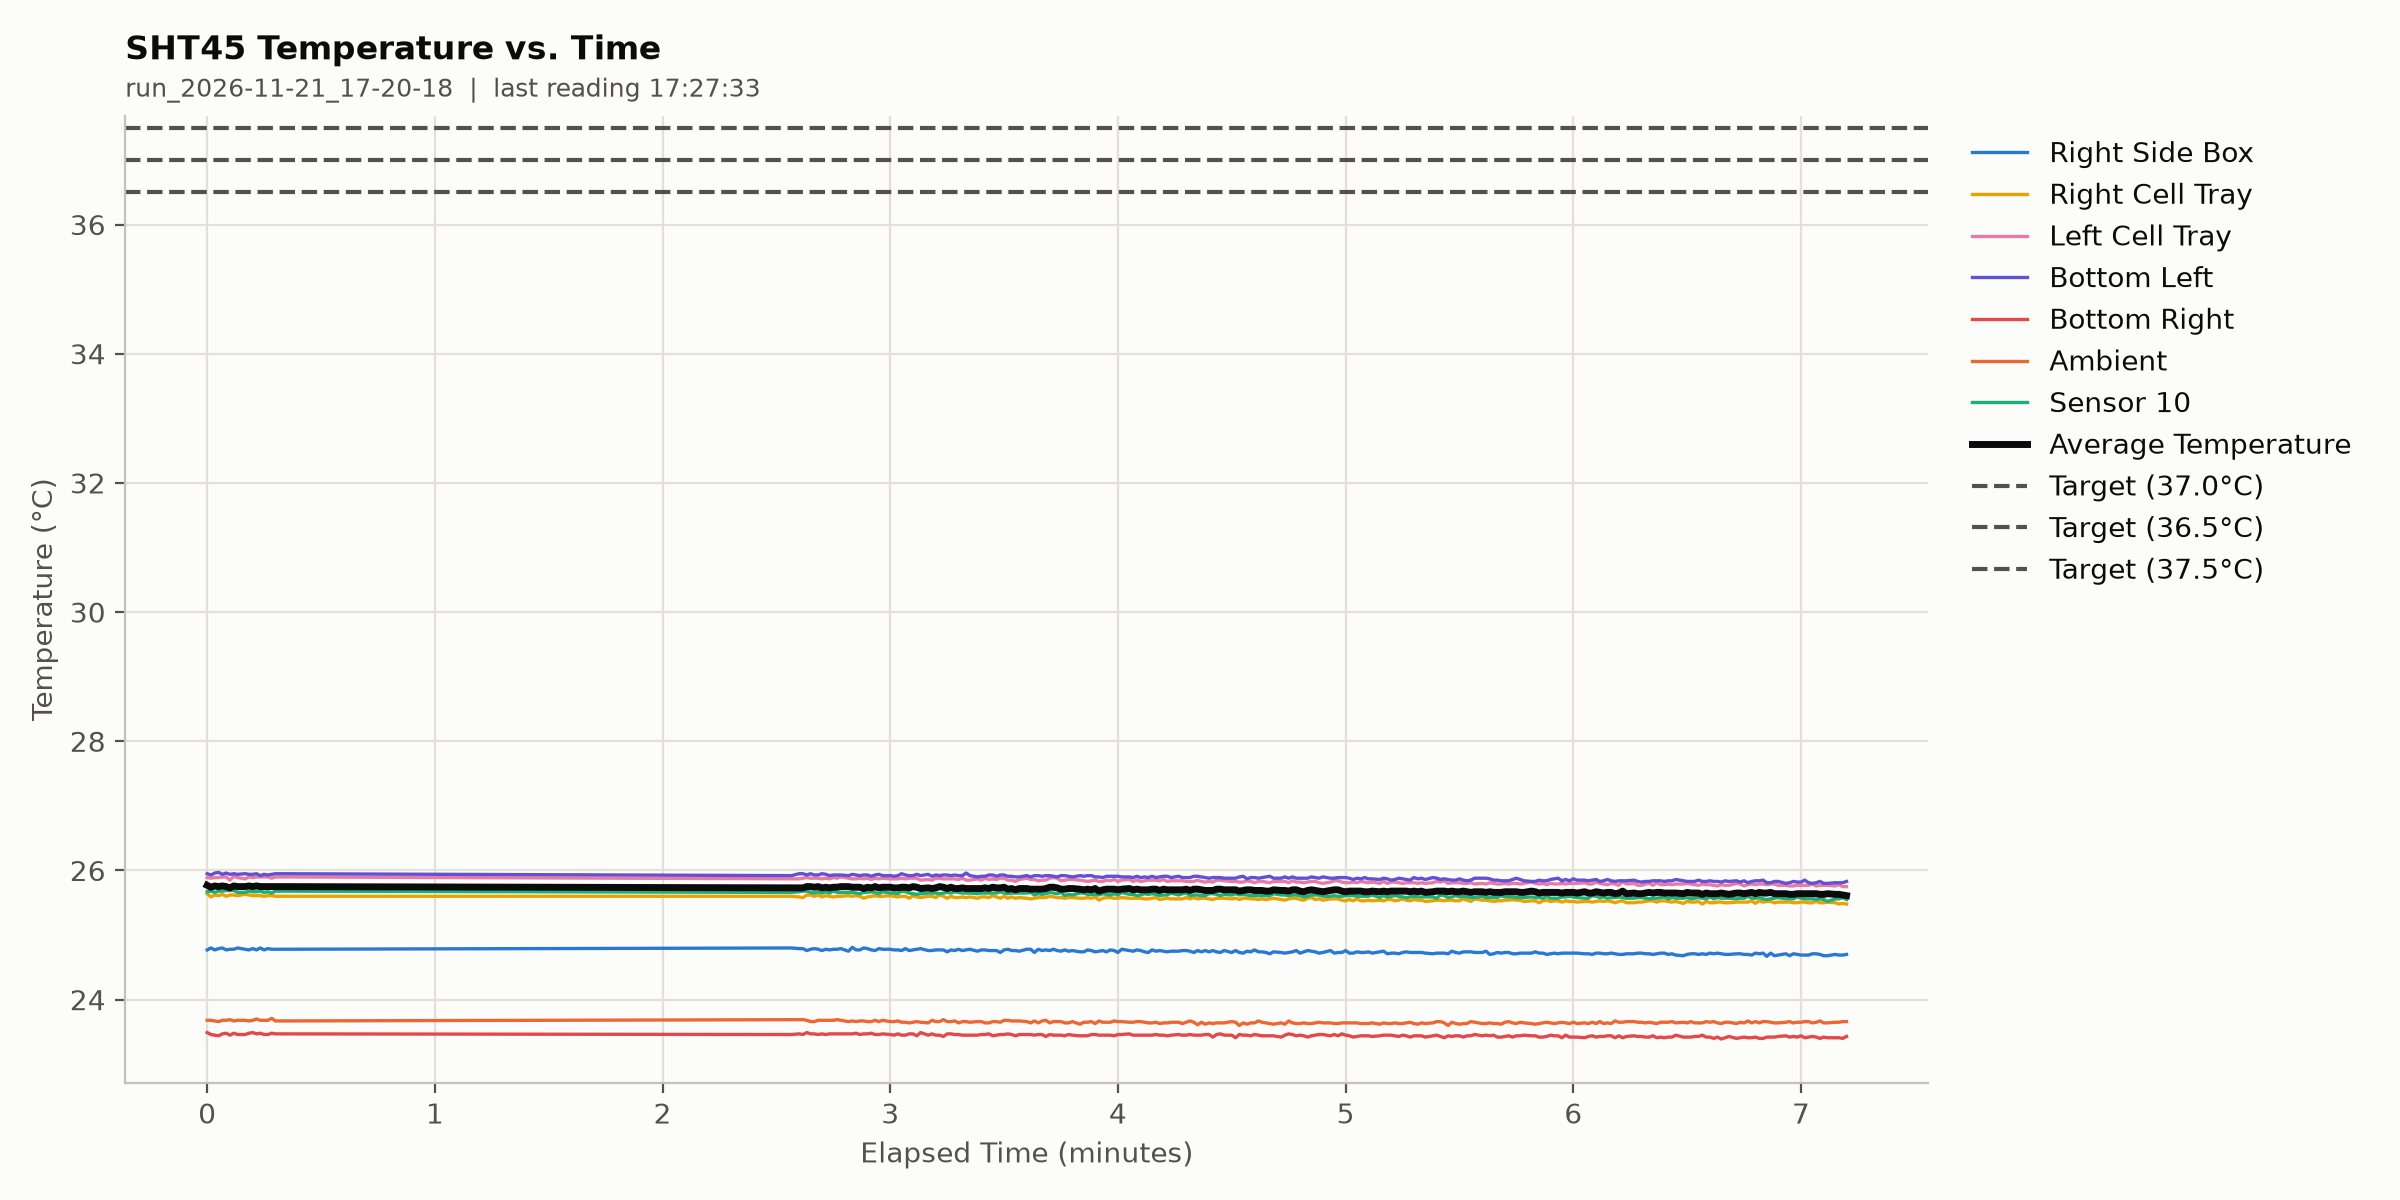 SHT45 Temperature vs. Time
run_2026-11-21_17-20-18 | last reading 17:27:33
Temperature (°C)
36
34
32
30
28
26
24
0 1 2 3 4 5 6 7
Elapsed Time (minutes)
Right Side Box
Right Cell Tray
Left Cell Tray
Bottom Left
Bottom Right
Ambient
Sensor 10
Average Temperature
Target (37.0°C)
Target (36.5°C)
Target (37.5°C)